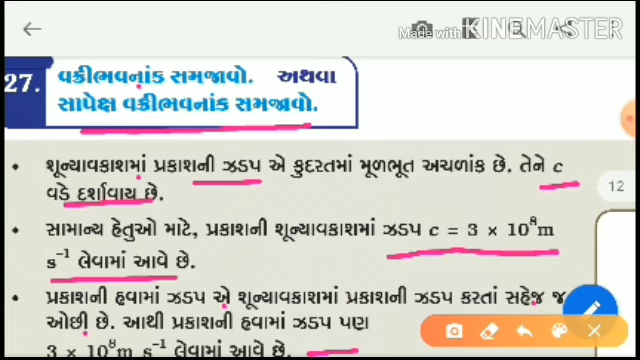 Made with KINEMASTER
27. વક્રીભવનાંક સમજાવો. અથવા
સાપેક્ષ વક્રીભવનાંક સમજાવો.
• શૂન્યાવકાશમાં પ્રકાશની ઝડપ એ કુદરતમાં મૂળભૂત અચળાંક છે. તેને c
વડે દર્શાવાય છે.
12
• સામાન્ય હેતુઓ માટે, પ્રકાશની શૂન્યાવકાશમાં ઝડપ c = 3 × 10⁸m
s⁻¹ લેવામાં આવે છે.
• પ્રકાશની હવામાં ઝડપ એ શૂન્યાવકાશમાં પ્રકાશની ઝડપ કરતાં સહેજ જ
ઓછી છે. આથી પ્રકાશની હવામાં ઝડપ પણ
3 × 10⁸m s⁻¹ લેવામાં આવે છે.